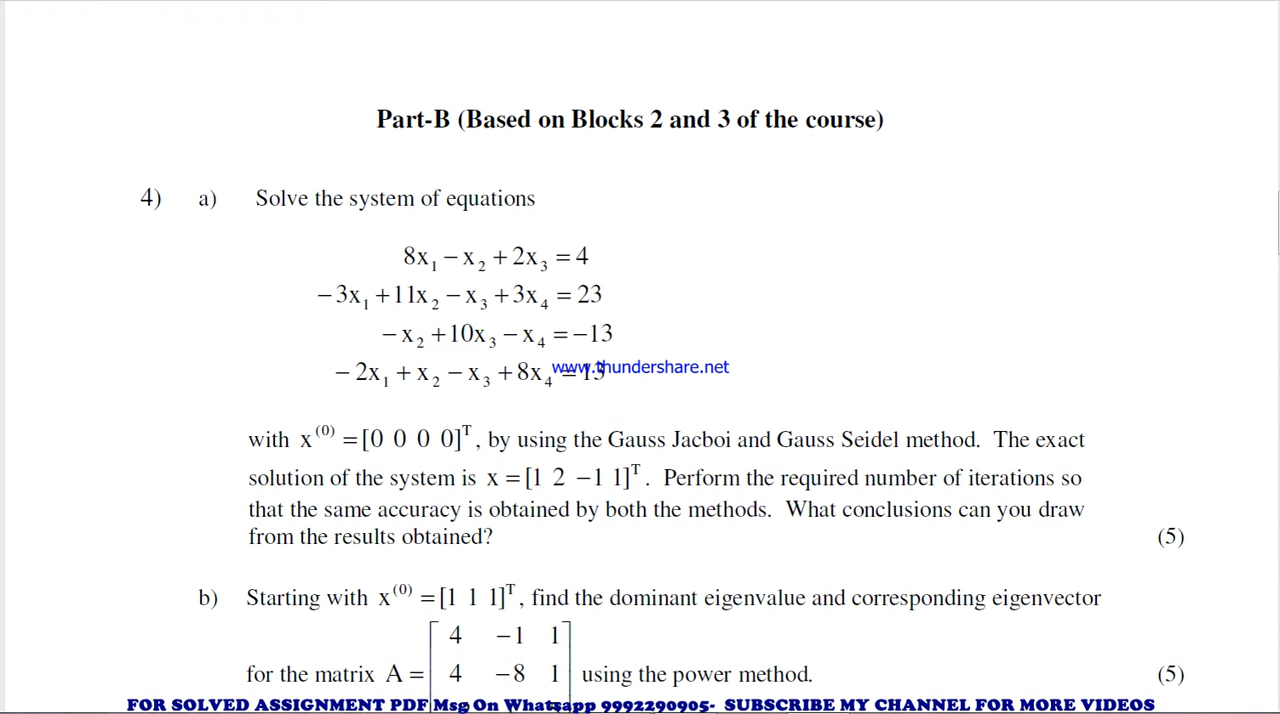 Part-B (Based on Blocks 2 and 3 of the course)
4) a) Solve the system of equations
8x₁ − x₂ + 2x₃ = 4
− 3x₁ + 11x₂ − x₃ + 3x₄ = 23
− x₂ + 10x₃ − x₄ = −13
− 2x₁ + x₂ − x₃ + 8x₄ = 13
www.thundershare.net
with x⁽⁰⁾ = [0 0 0 0]ᵀ, by using the Gauss Jacboi and Gauss Seidel method. The exact
solution of the system is x = [1 2 −1 1]ᵀ. Perform the required number of iterations so
that the same accuracy is obtained by both the methods. What conclusions can you draw
from the results obtained? (5)
b) Starting with x⁽⁰⁾ = [1 1 1]ᵀ, find the dominant eigenvalue and corresponding eigenvector
4 −1 1
for the matrix A = 4 −8 1 using the power method. (5)
FOR SOLVED ASSIGNMENT PDF Msg On Whatsapp 9992290905- SUBSCRIBE MY CHANNEL FOR MORE VIDEOS